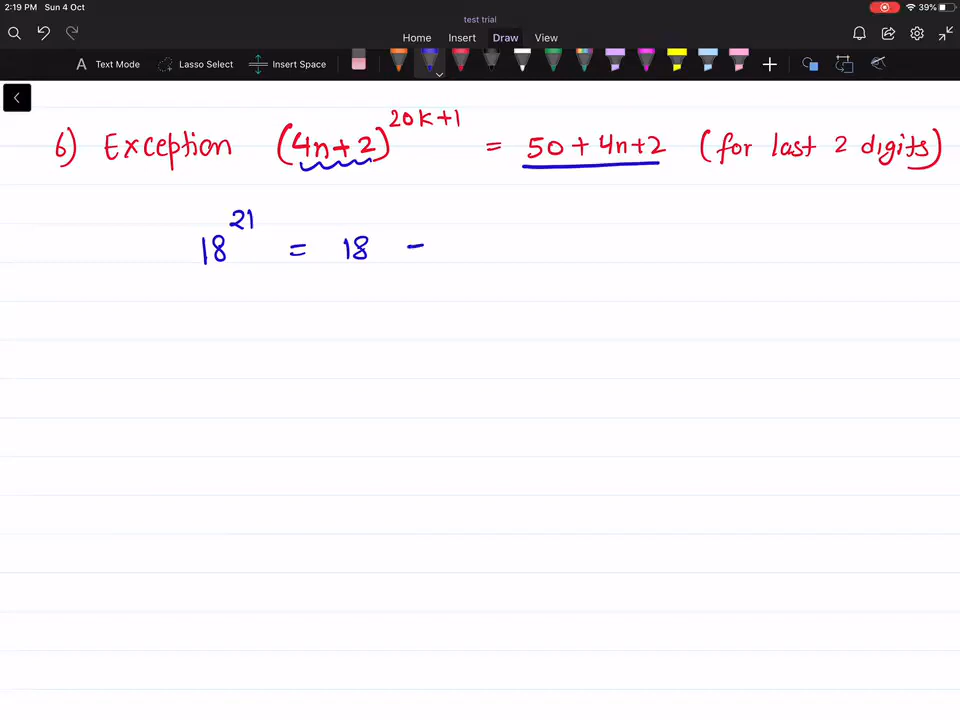 2:19 PM Sun 4 Oct 39%
test trial
Home Insert Draw View
Text Mode Lasso Select Insert Space
6) Exception (4n+2)^20k+1 = 50+4n+2 (for last 2 digits)
18^21 = 18 -